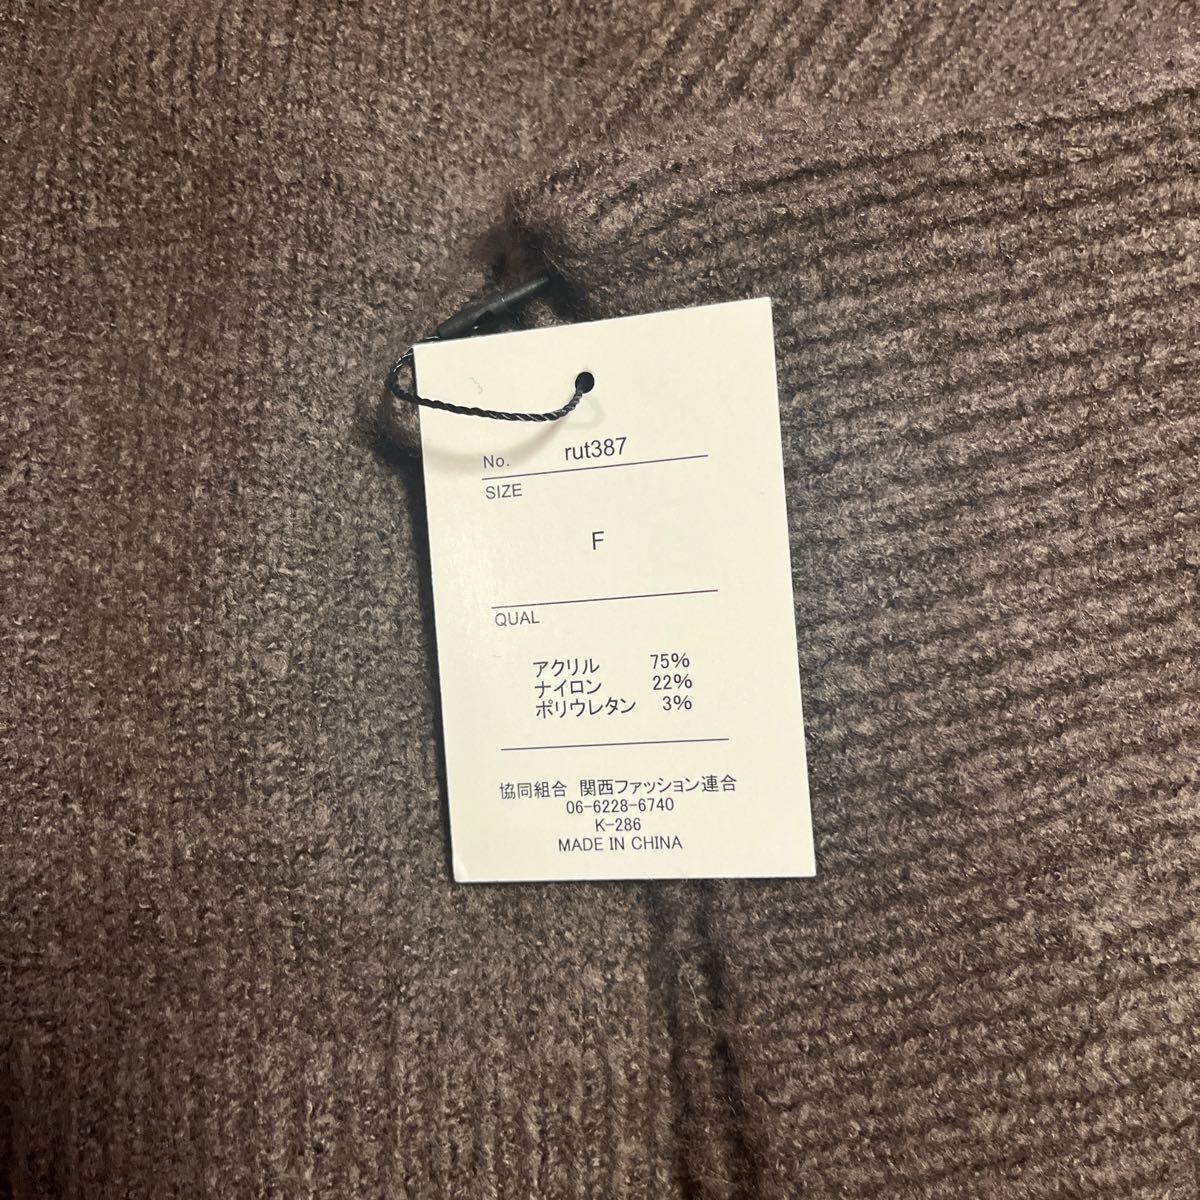 No. rut387
SIZE
F
QUAL
アクリル 75%
ナイロン 22%
ポリウレタン 3%
協同組合 関西ファッション連合
06-6228-6740
K-286
MADE IN CHINA